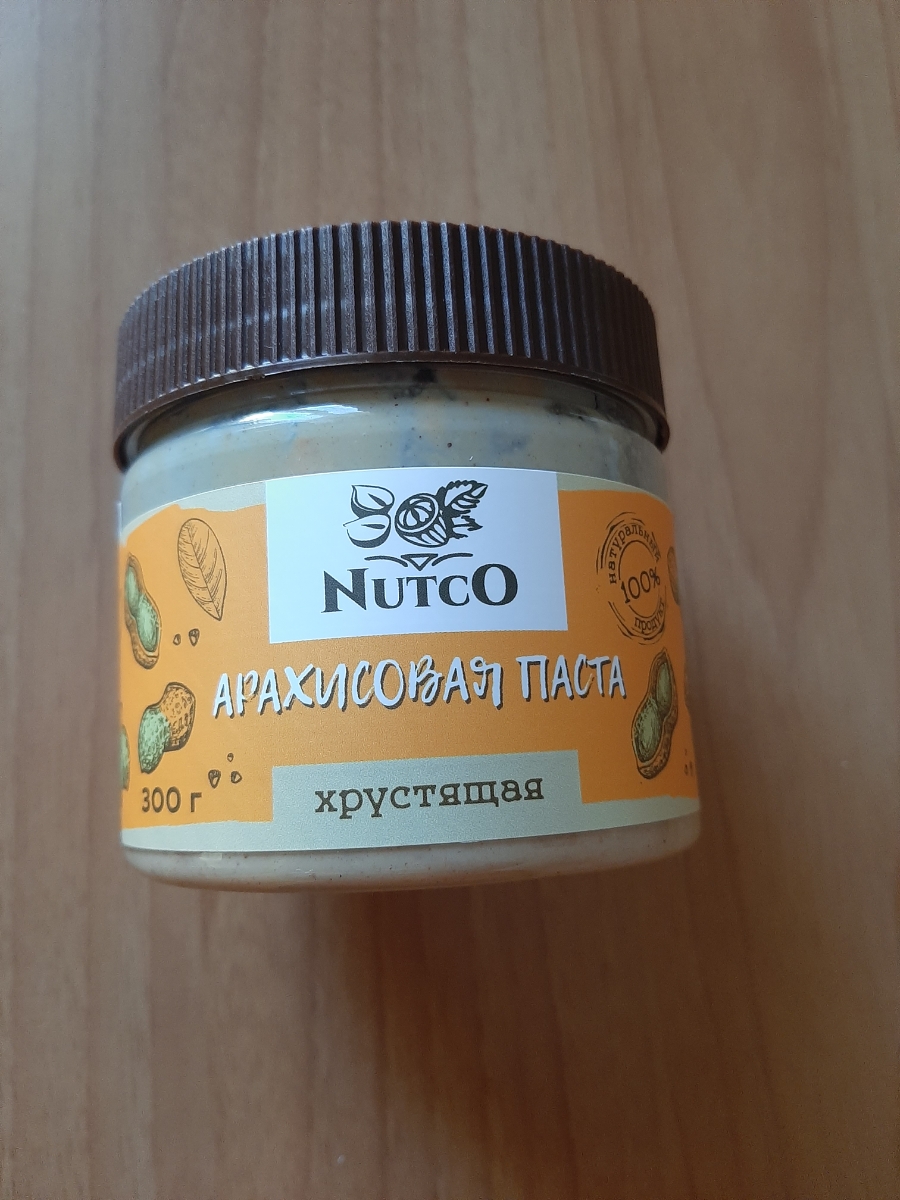 NUTCO
натуральный
100%
продукт
АРАХИСОВАЯ ПАСТА
300 г
хрустящая